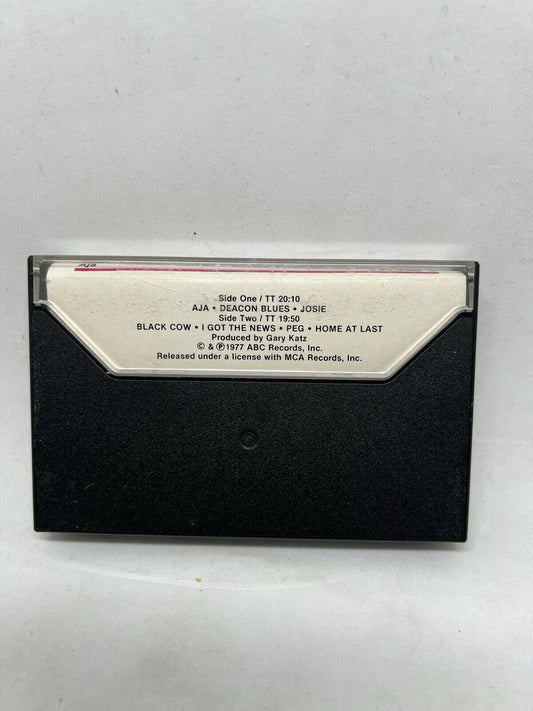 Aja
Side One / TT 20:10
AJA • DEACON BLUES • JOSIE
Side Two / TT 19:50
BLACK COW • I GOT THE NEWS • PEG • HOME AT LAST
Produced by Gary Katz
© & ℗1977 ABC Records, Inc.
Released under a license with MCA Records, Inc.